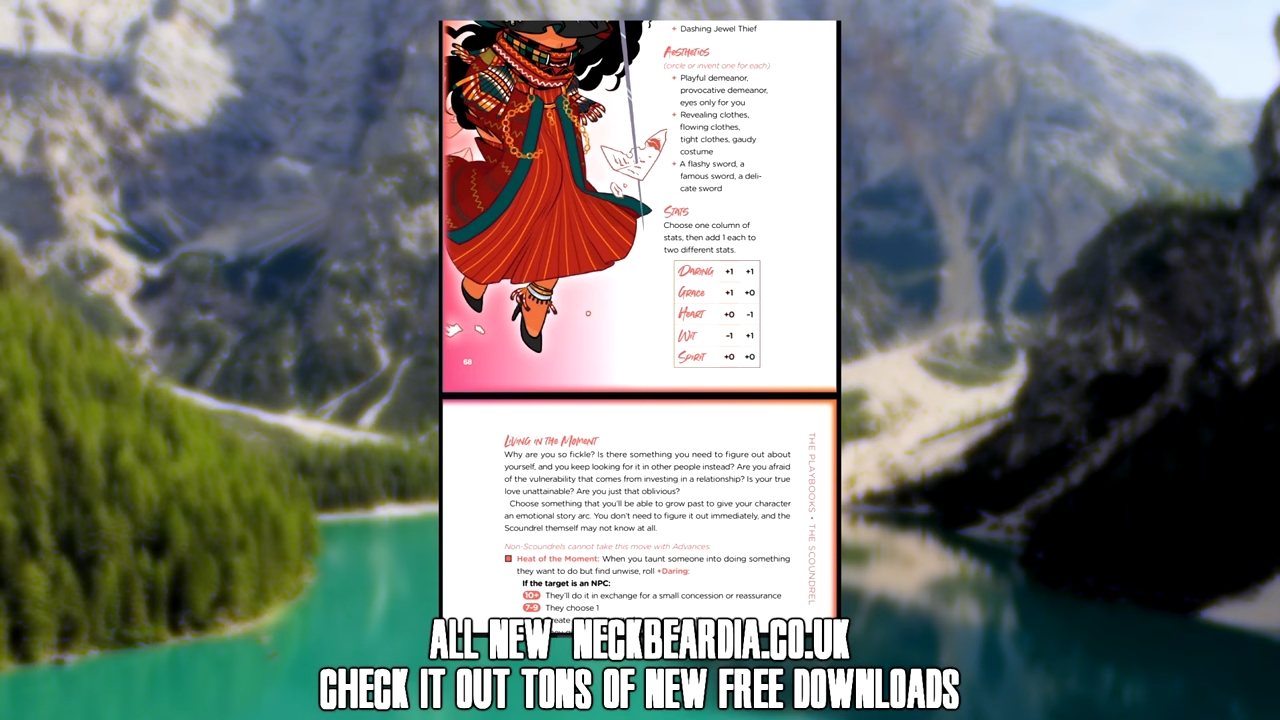 + Dashing Jewel Thief
Aesthetics
(circle or invent one for each)
+ Playful demeanor,
provocative demeanor,
eyes only for you
+ Revealing clothes,
flowing clothes,
tight clothes, gaudy
costume
+ A flashy sword, a
famous sword, a deli-
cate sword
Stats
Choose one column of
stats, then add 1 each to
two different stats.
Daring +1 +1
Grace +1 +0
Heart +0 -1
Wit -1 +1
Spirit +0 +0
68
Living in the Moment
Why are you so fickle? Is there something you need to figure out about
yourself, and you keep looking for it in other people instead? Are you afraid
of the vulnerability that comes from investing in a relationship? Is your true
love unattainable? Are you just that oblivious?
Choose something that you'll be able to grow past to give your character
an emotional story arc. You don't need to figure it out immediately, and the
Scoundrel themself may not know at all.
Non-Scoundrels cannot take this move with Advances.
Heat of the Moment: When you taunt someone into doing something
they want to do but find unwise, roll +Daring:
If the target is an NPC:
10+ They'll do it in exchange for a small concession or reassurance
7-9 They choose 1
THE PLAYBOOKS • THE SCOUNDREL
ALL NEW NECKBEARDIA.CO.UK
CHECK IT OUT TONS OF NEW FREE DOWNLOADS